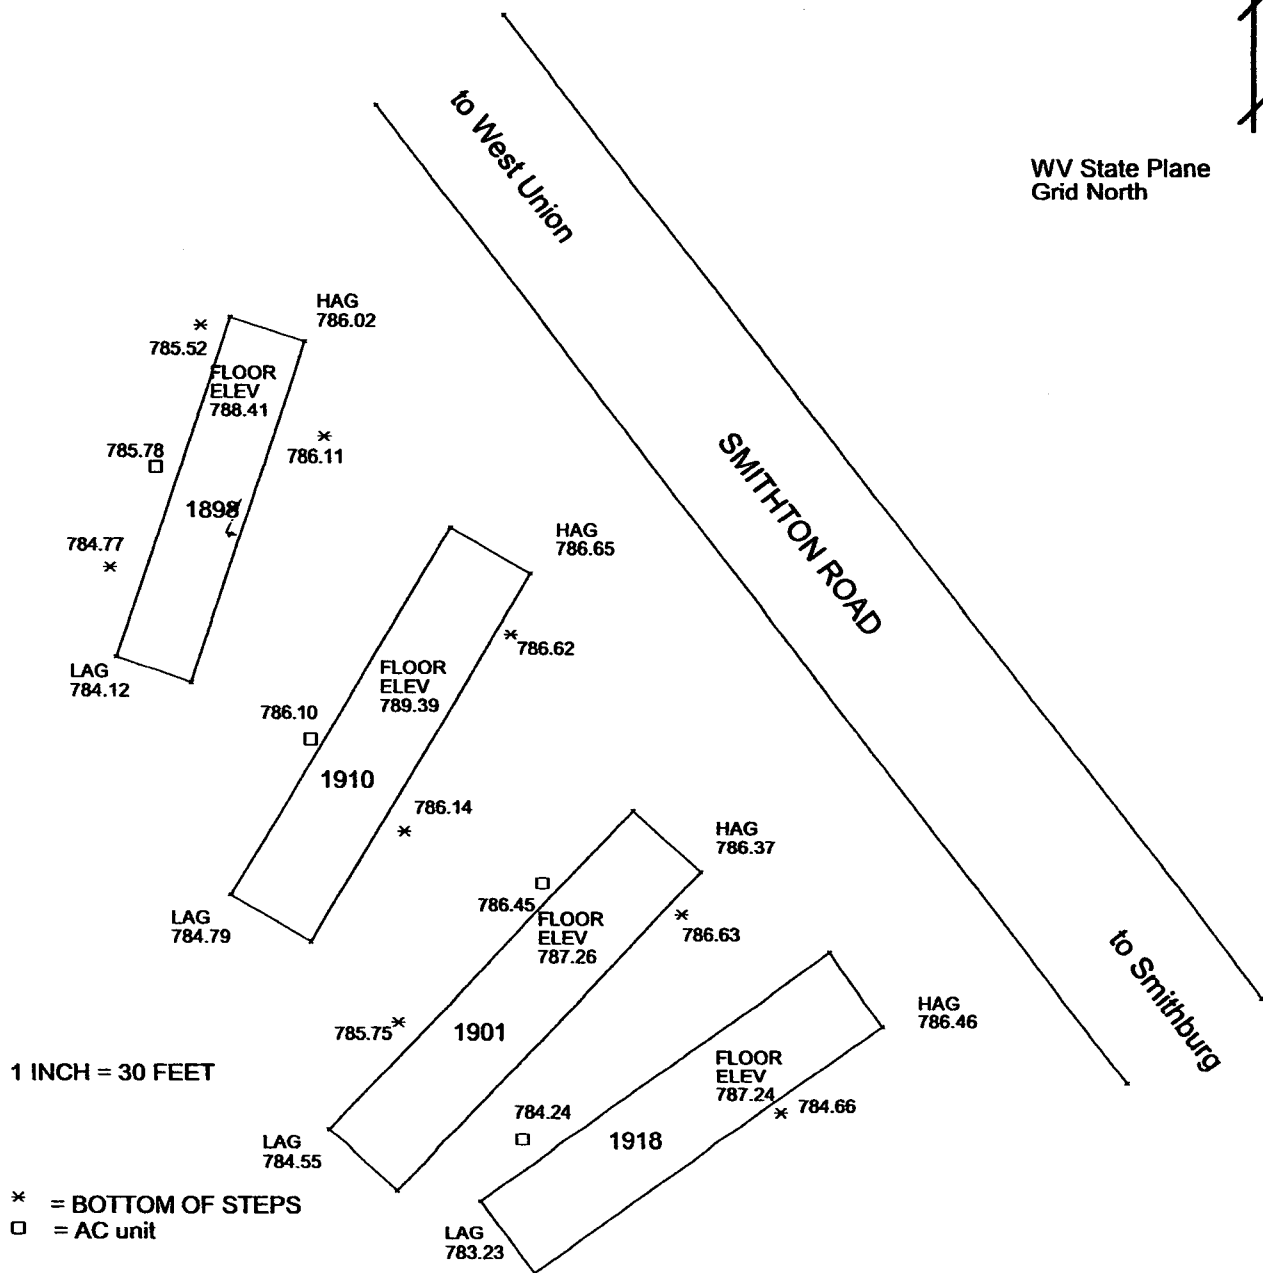 to West Union
WV State Plane
Grid North
HAG
786.02
785.52
FLOOR
ELEV
788.41
785.78
786.11
1898
784.77
LAG
784.12
SMITHTON ROAD
HAG
786.65
786.62
FLOOR
ELEV
789.39
786.10
1910
786.14
LAG
784.79
HAG
786.37
786.45
FLOOR
ELEV
787.26
786.63
785.75
1901
LAG
784.55
to Smithburg
HAG
786.46
FLOOR
ELEV
787.24
784.66
784.24
1918
LAG
783.23
1 INCH = 30 FEET
= BOTTOM OF STEPS
= AC unit